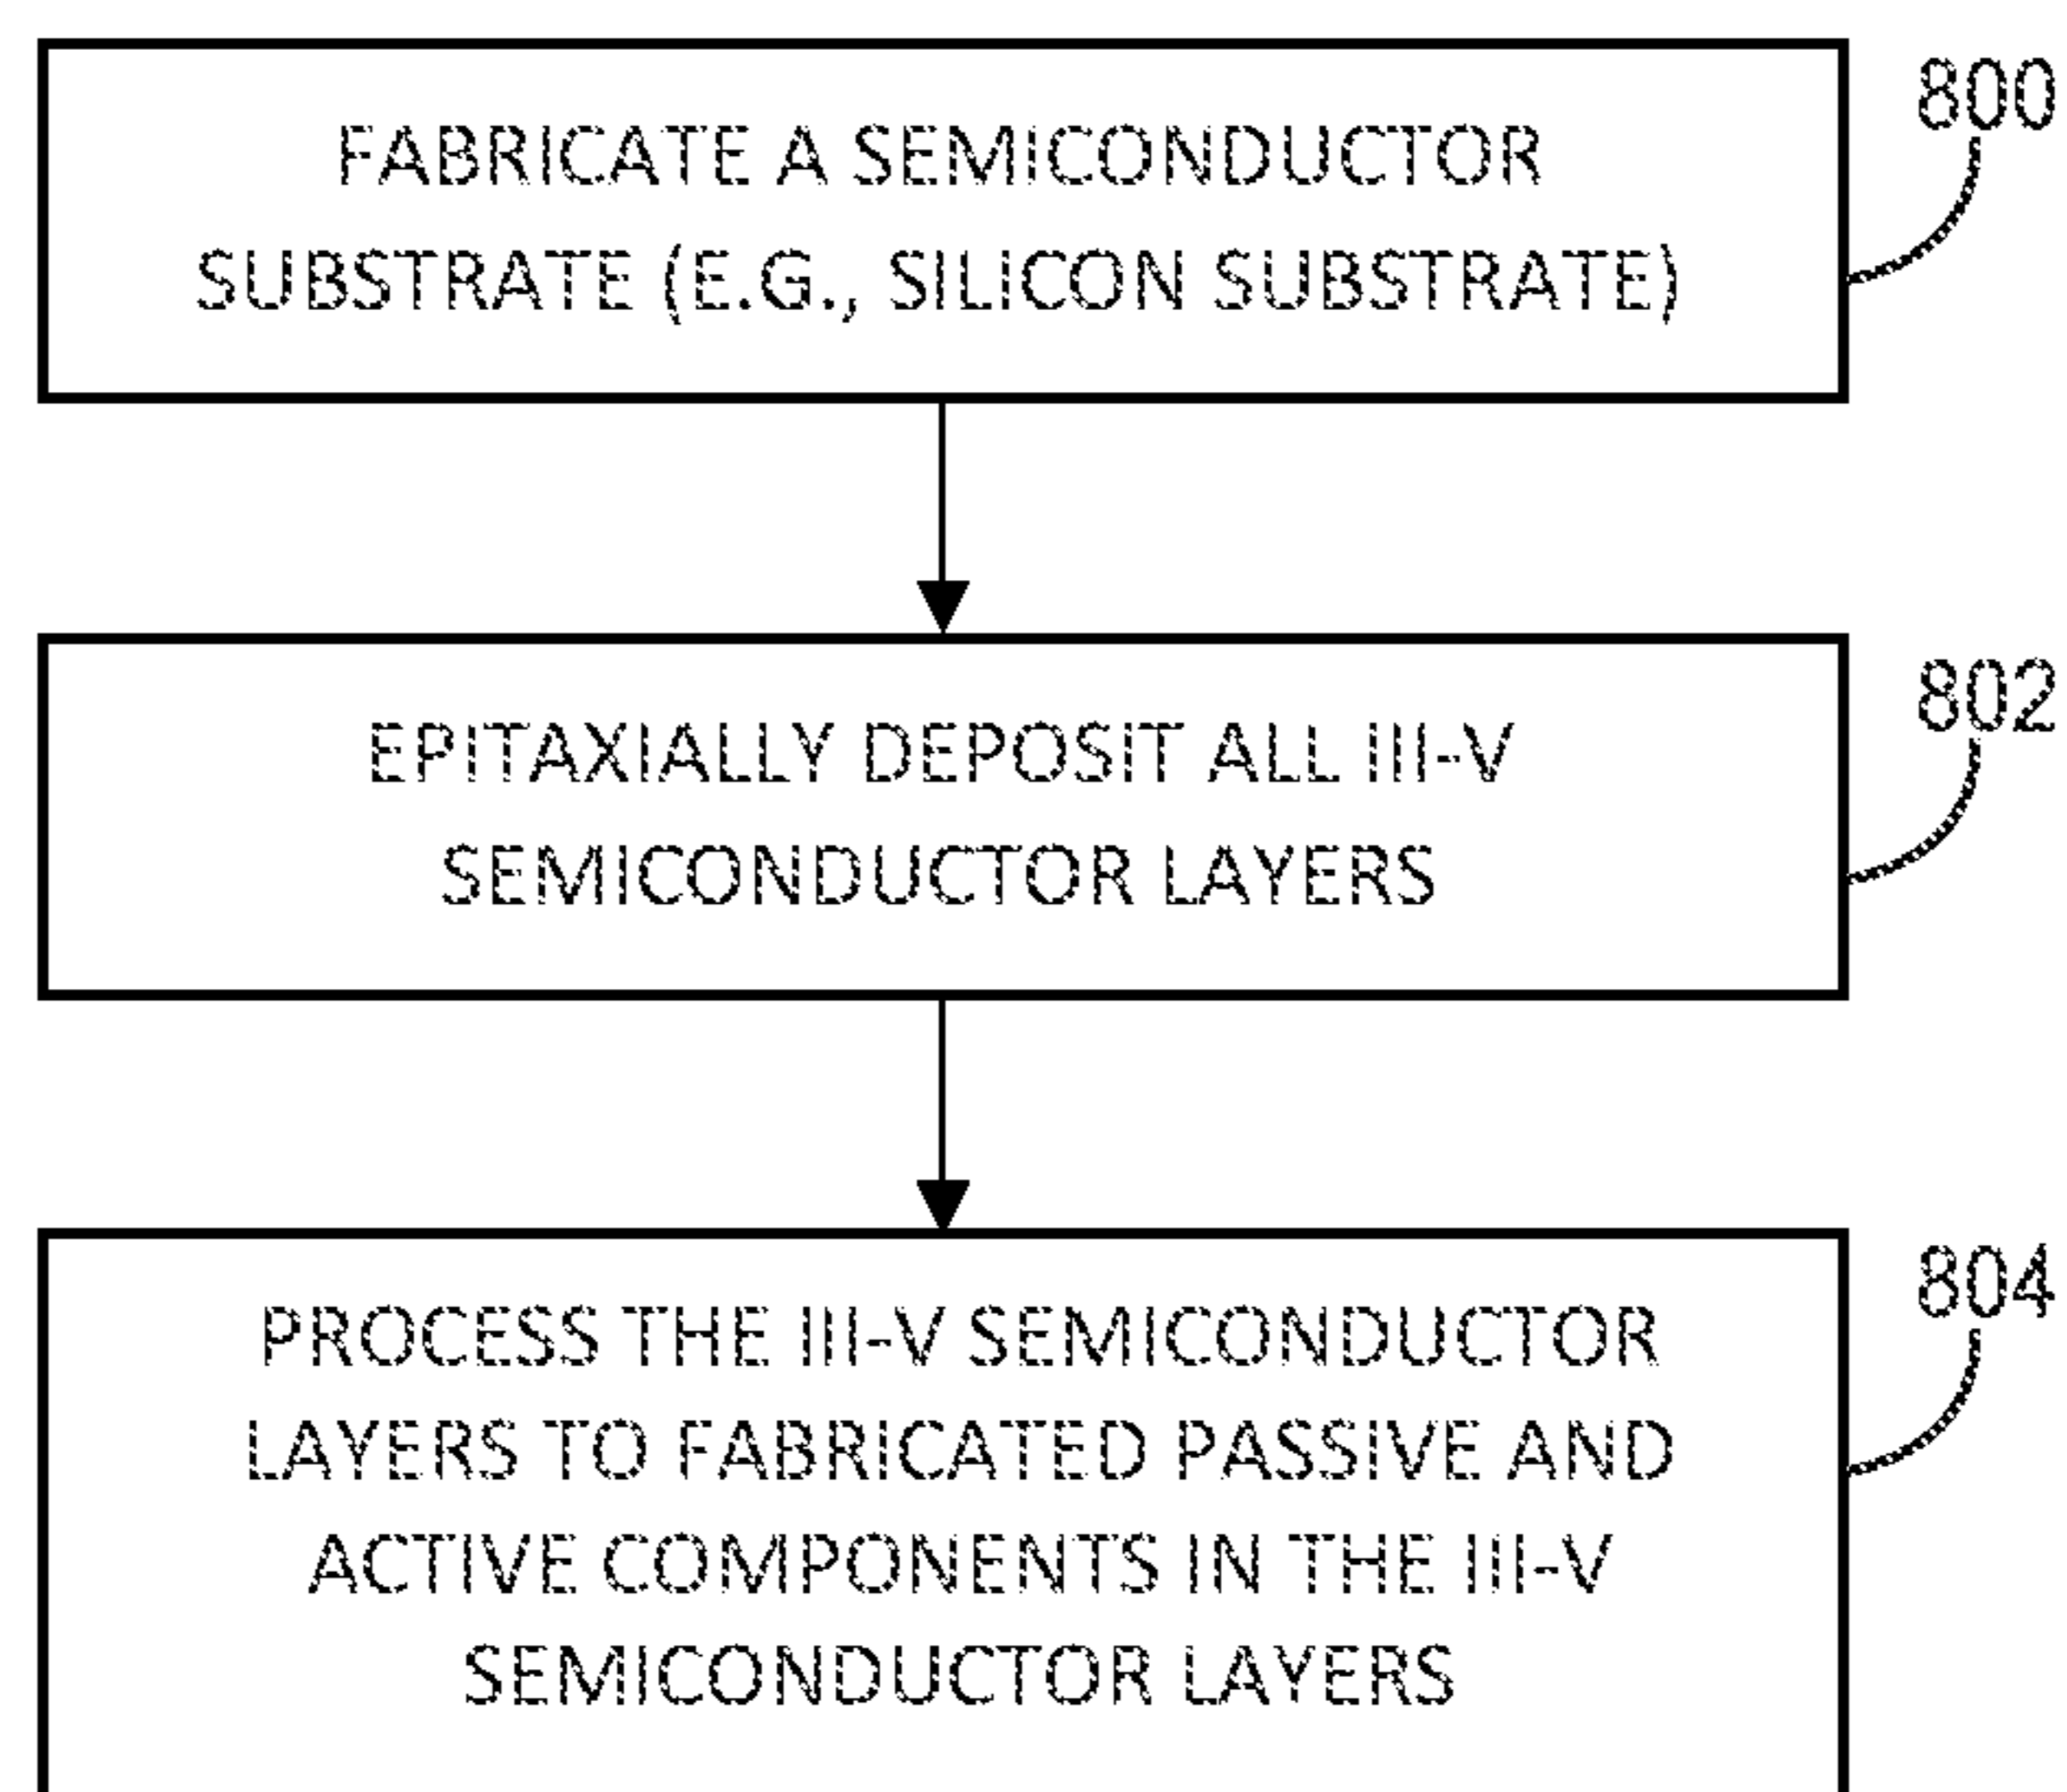 FABRICATE A SEMICONDUCTOR
SUBSTRATE (E.G., SILICON SUBSTRATE)
800
EPITAXIALLY DEPOSIT ALL III-V
SEMICONDUCTOR LAYERS
802
PROCESS THE III-V SEMICONDUCTOR
LAYERS TO FABRICATED PASSIVE AND
ACTIVE COMPONENTS IN THE III-V
SEMICONDUCTOR LAYERS
804